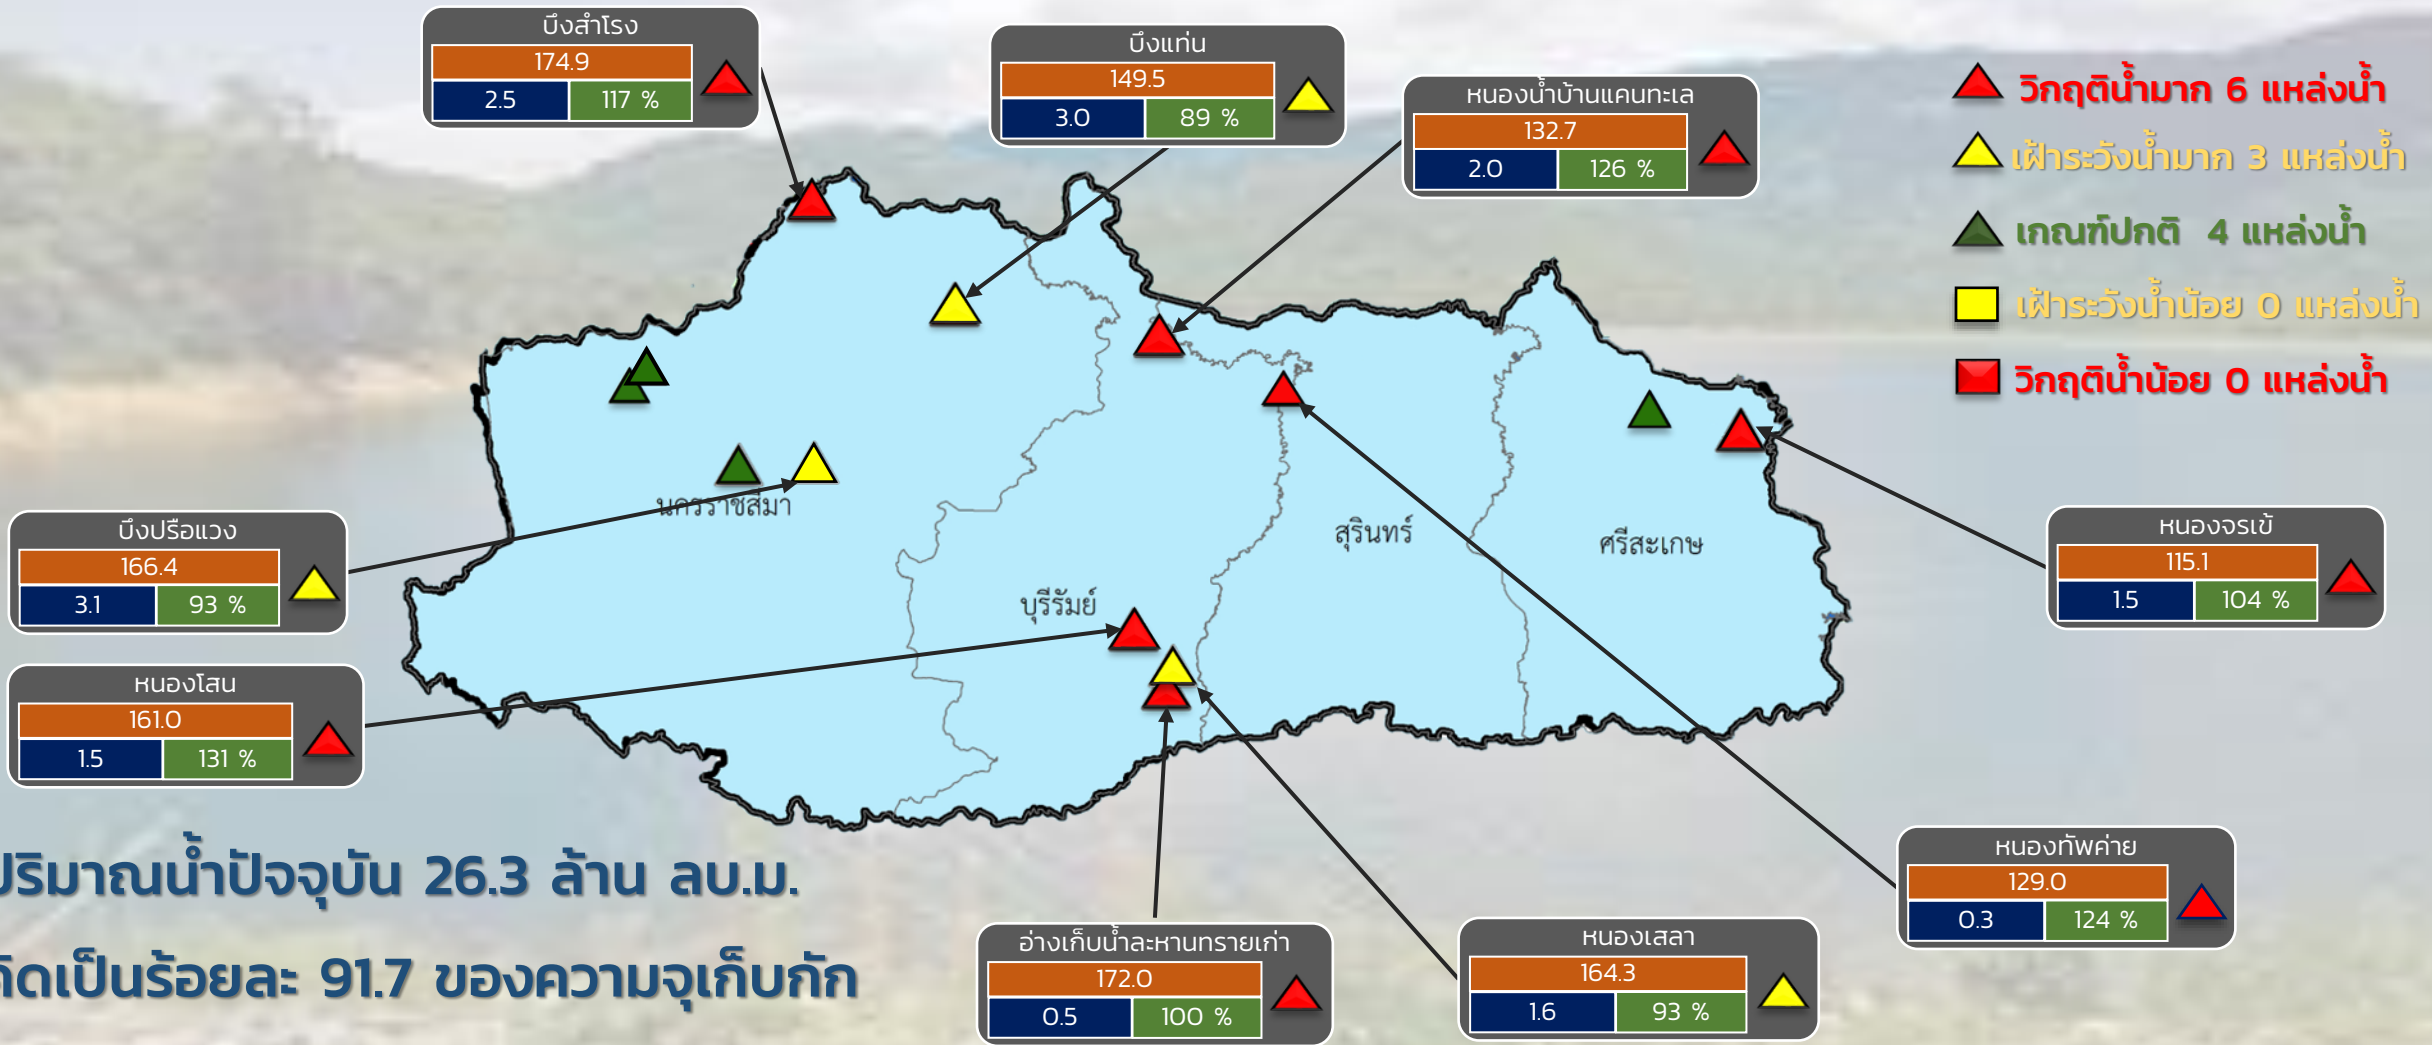 บึงสำโรง
174.9
2.5 117 %
บึงแท่น
149.5
3.0 89 %
หนองน้ำบ้านแคนทะเล
132.7
2.0 126 %
วิกฤติน้ำมาก 6 แหล่งน้ำ
เฝ้าระวังน้ำมาก 3 แหล่งน้ำ
เกณฑ์ปกติ 4 แหล่งน้ำ
เฝ้าระวังน้ำน้อย 0 แหล่งน้ำ
วิกฤติน้ำน้อย 0 แหล่งน้ำ
นครราชสีมา
บุรีรัมย์
สุรินทร์
ศรีสะเกษ
บึงปรือแวง
166.4
3.1 93 %
หนองโสน
161.0
1.5 131 %
หนองจรเข้
115.1
1.5 104 %
หนองทัพค่าย
129.0
0.3 124 %
อ่างเก็บน้ำละหานทรายเก่า
172.0
0.5 100 %
หนองเสลา
164.3
1.6 93 %
ปริมาณน้ำปัจจุบัน 26.3 ล้าน ลบ.ม.
คิดเป็นร้อยละ 91.7 ของความจุเก็บกัก